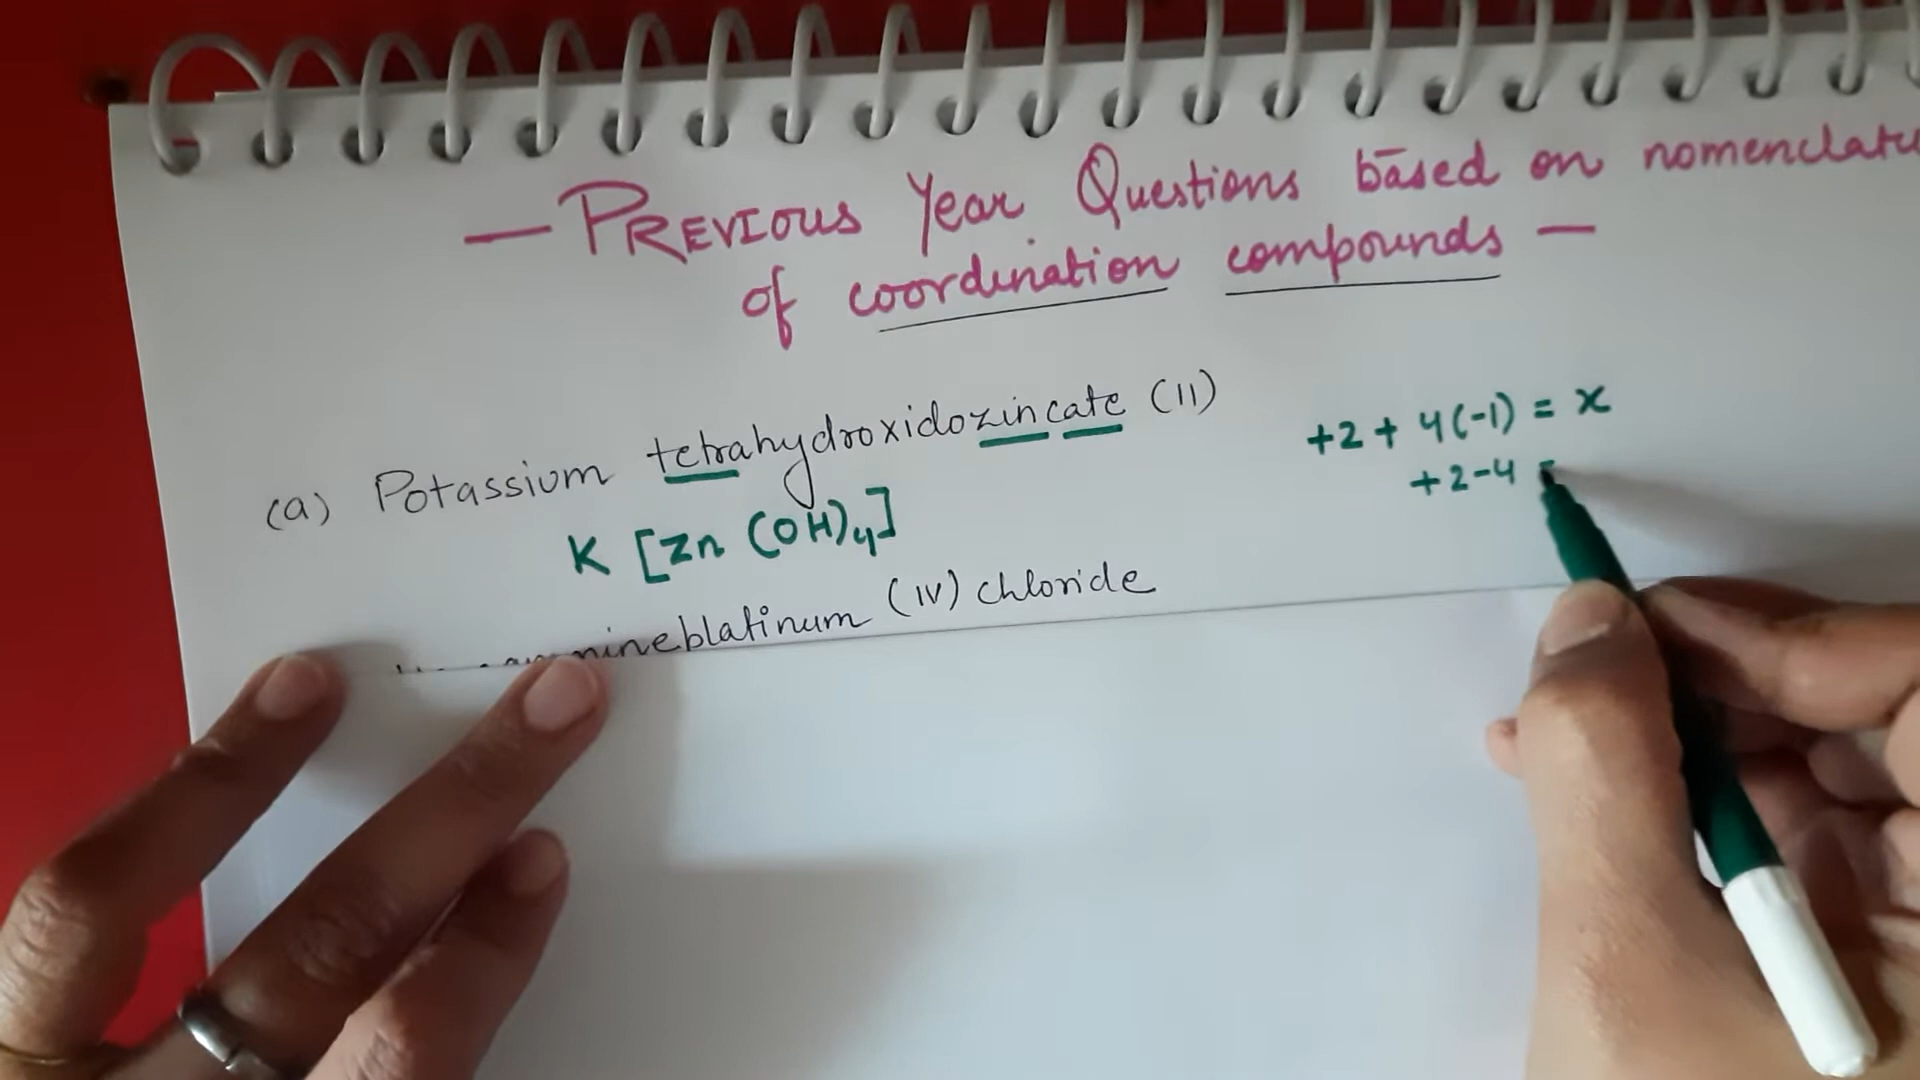 — PREVIOUS Year Questions based on nomenclatu
of coordination compounds —
(a) Potassium tetrahydroxidozincate (II)
K [Zn (OH)4]
+2 + 4(-1) = x
+2-4
(IV) chloride